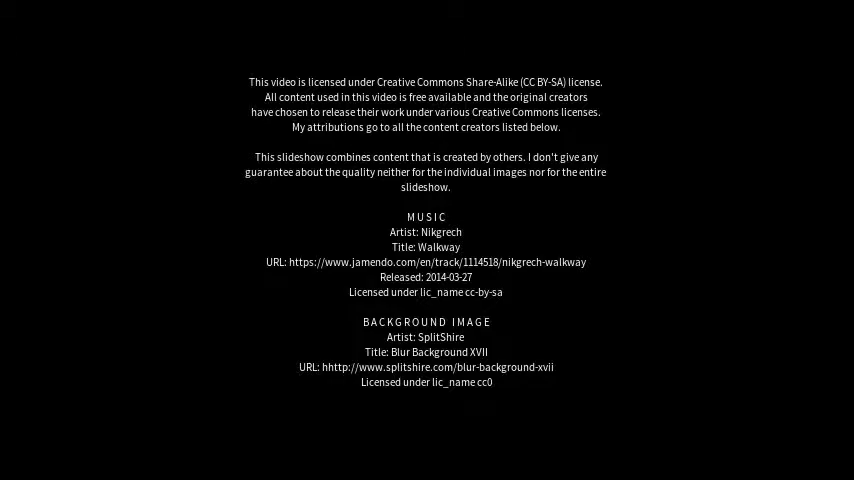 This video is licensed under Creative Commons Share-Alike (CC BY-SA) license.
All content used in this video is free available and the original creators
have chosen to release their work under various Creative Commons licenses.
My attributions go to all the content creators listed below.
This slideshow combines content that is created by others. I don't give any
guarantee about the quality neither for the individual images nor for the entire
slideshow.
MUSIC
Artist: Nikgrech
Title: Walkway
URL: https://www.jamendo.com/en/track/1114518/nikgrech-walkway
Released: 2014-03-27
Licensed under lic_name cc-by-sa
BACKGROUND IMAGE
Artist: SplitShire
Title: Blur Background XVII
URL: hhttp://www.splitshire.com/blur-background-xvii
Licensed under lic_name cc0